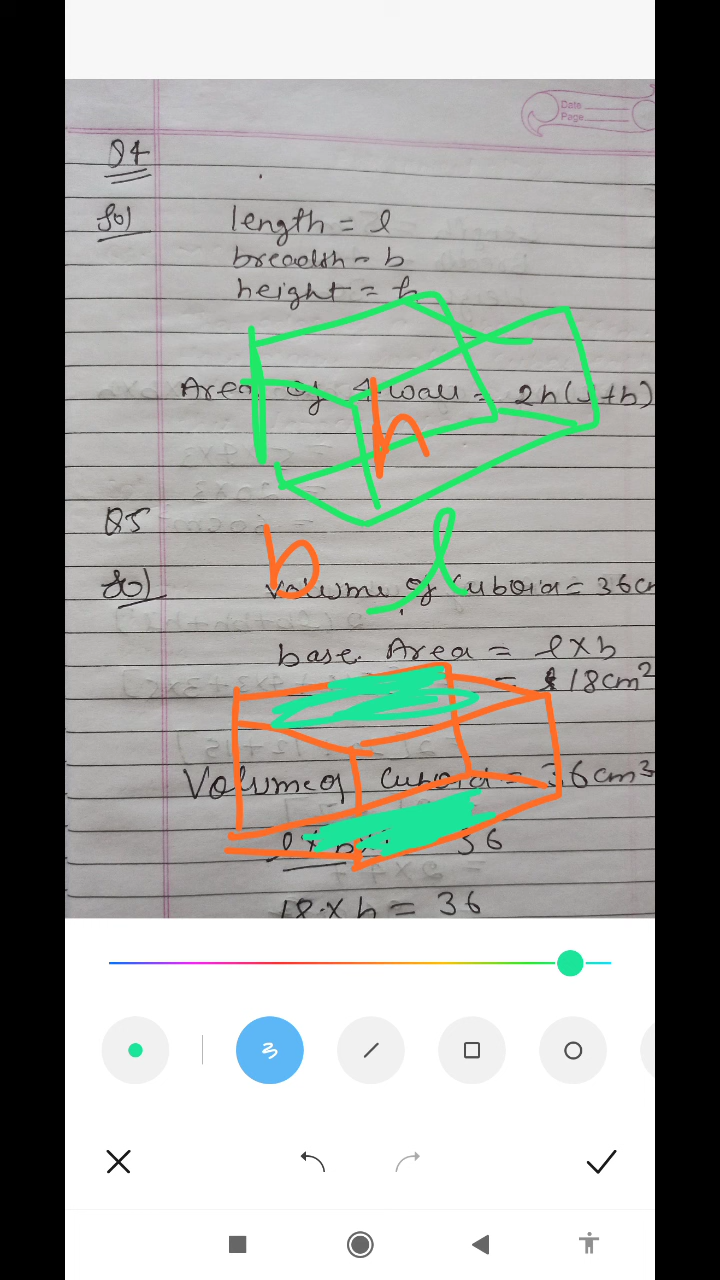 Date
Page
Q4
Sol)
length = l
breadth = b
height = h
Area of 4 wall = 2h(l+b)
h
Q5
b
l
Sol)
Volume of Cuboid = 36c
base Area = l×b
= 18cm²
Volume of Cuboid = 36cm³
l×b× 36
18×h = 36